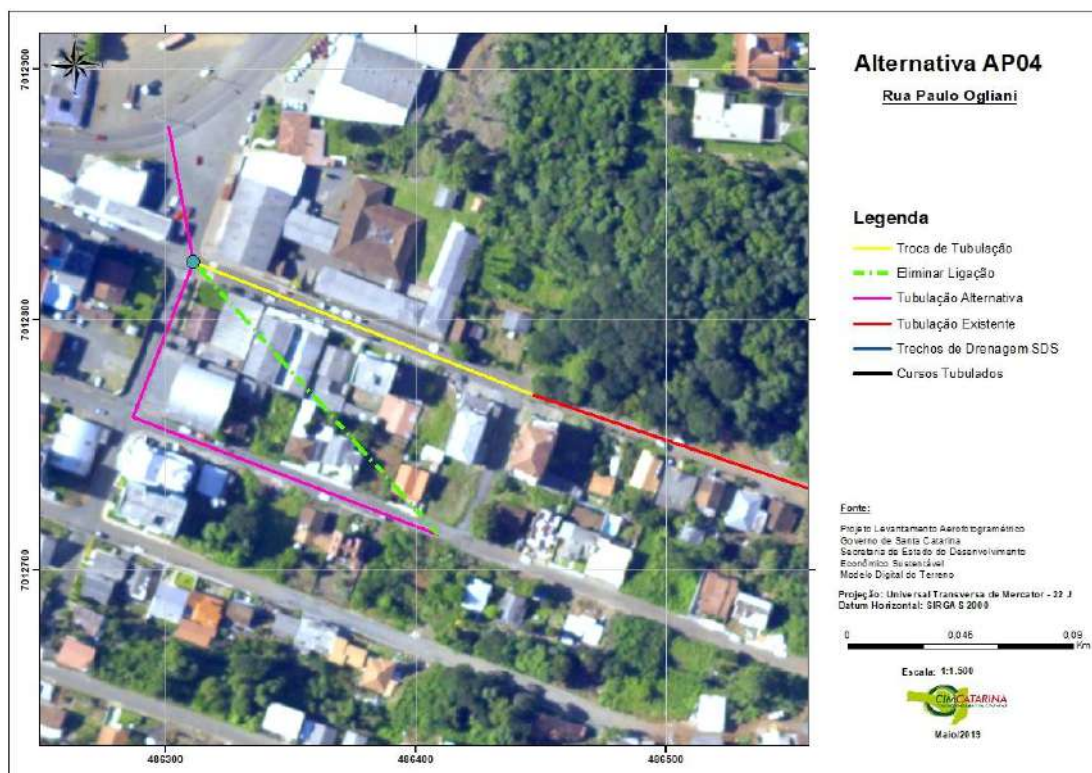 Alternativa AP04
Rua Paulo Ogliani
Legenda
Troca de Tubulação
Eliminar Ligação
Tubulação Alternativa
Tubulação Existente
Trechos de Drenagem SDS
Cursos Tubulados
Fonte:
Projeto Levantamento Aerofotogramétrico
Governo de Santa Catarina
Secretaria de Estado do Desenvolvimento
Econômico Sustentável
Modelo Digital de Terreno
Projeção: Universal Transversa de Mercator - 22 J
Datum Horizontal: SIRGAS 2000
0 0,045 0,09
Km
Escala: 1:1.500
CIMCATARINA
Maio/2019
7012900
7012800
7012700
486300 486400 486500